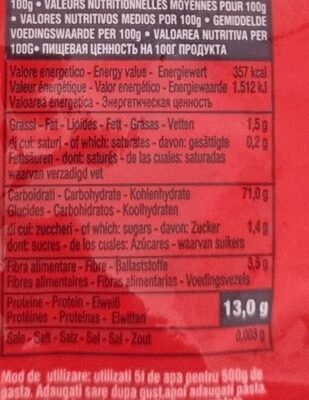 100g • VALEURS NUTRITIONNELLES MOYENNES POUR 100g
• VALORES NUTRITIVOS MEDIOS POR 100g • GEMIDDELDE
VOEDINGSWAARDE PER 100g • VALOAREA NUTRITIVA PER
100G• ПИЩЕВАЯ ЦЕННОСТЬ НА 100Г ПРОДУКТА
Valore energetico - Energy value - Energiewert 357 kcal
Valeur énergétique - Valor energético - Energiewaarde 1.512 kJ
Valoarea energetica - Энергетическая ценность
Grassi - Fat - Lipides - Fett - Grasas - Vetten 1,5 g
di cui: saturi - of which: saturates - davon: gesättigte 0,2 g
Fettsäuren - dont: saturés - de las cuales: saturadas
waarvan verzadigd vet
Carboidrati - Carbohydrate - Kohlenhydrate 71,0 g
Glucides - Carbohidratos - Koolhydraten
di cui: zuccheri - of which: sugars - davon: Zucker 1,4 g
dont: sucres - de los cuales: Azúcares - waarvan suikers
Fibra alimentare - Fibre - Ballaststoffe 3,5 g
Fibres alimentaires - Fibras alimentarias - Voedingsvezels
Proteine - Protein - Eiweiß 13,0 g
Protéines - Proteínas - Eiwitten
Sale - Salt - Salz - Sel - Sal - Zout 0,003 g
Mod de utilizare: utilizati 5l de apa pentru 500g de
pasta. Adaugati sare dupa gust,apoi adaugati pasta